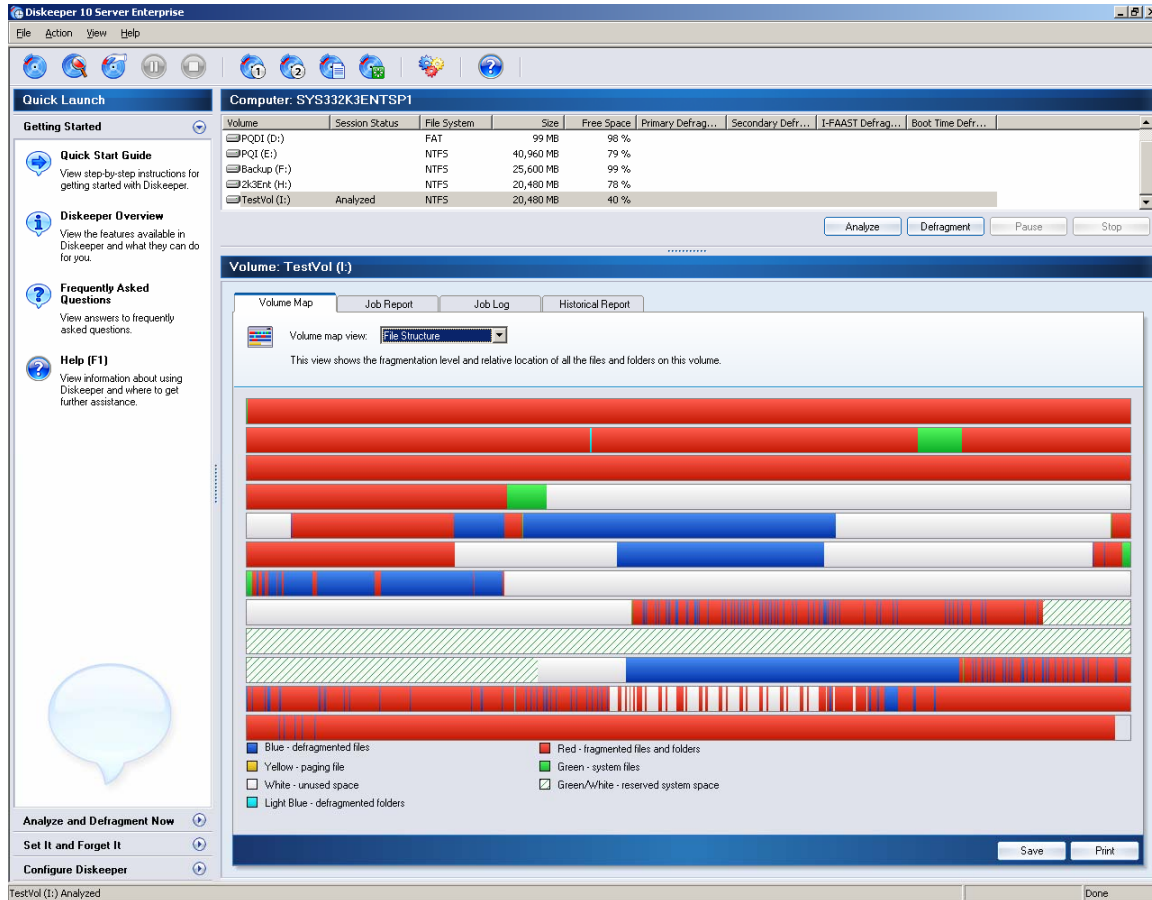 Diskeeper 10 Server Enterprise
File Action View Help
Quick Launch
Getting Started
Quick Start Guide
View step-by-step instructions for
getting started with Diskeeper.
Diskeeper Overview
View the features available in
Diskeeper and what they can do
for you.
Frequently Asked
Questions
View answers to frequently
asked questions.
Help (F1)
View information about using
Diskeeper and where to get
further assistance.
Analyze and Defragment Now
Set It and Forget It
Configure Diskeeper
Computer: SYS332K3ENTSP1
Volume Session Status File System Size Free Space Primary Defrag... Secondary Defr... I-FAAST Defrag... Boot Time Defr...
PQDI (D:) FAT 99 MB 98 %
PQI (E:) NTFS 40,960 MB 79 %
Backup (F:) NTFS 25,600 MB 99 %
2k3Ent (H:) NTFS 20,480 MB 78 %
TestVol (I:) Analyzed NTFS 20,480 MB 40 %
Analyze Defragment Pause Stop
Volume: TestVol (I:)
Volume Map Job Report Job Log Historical Report
Volume map view: File Structure
This view shows the fragmentation level and relative location of all the files and folders on this volume.
Blue - defragmented files Red - fragmented files and folders
Yellow - paging file Green - system files
White - unused space Green/White - reserved system space
Light Blue - defragmented folders
Save Print
TestVol (I:) Analyzed Done